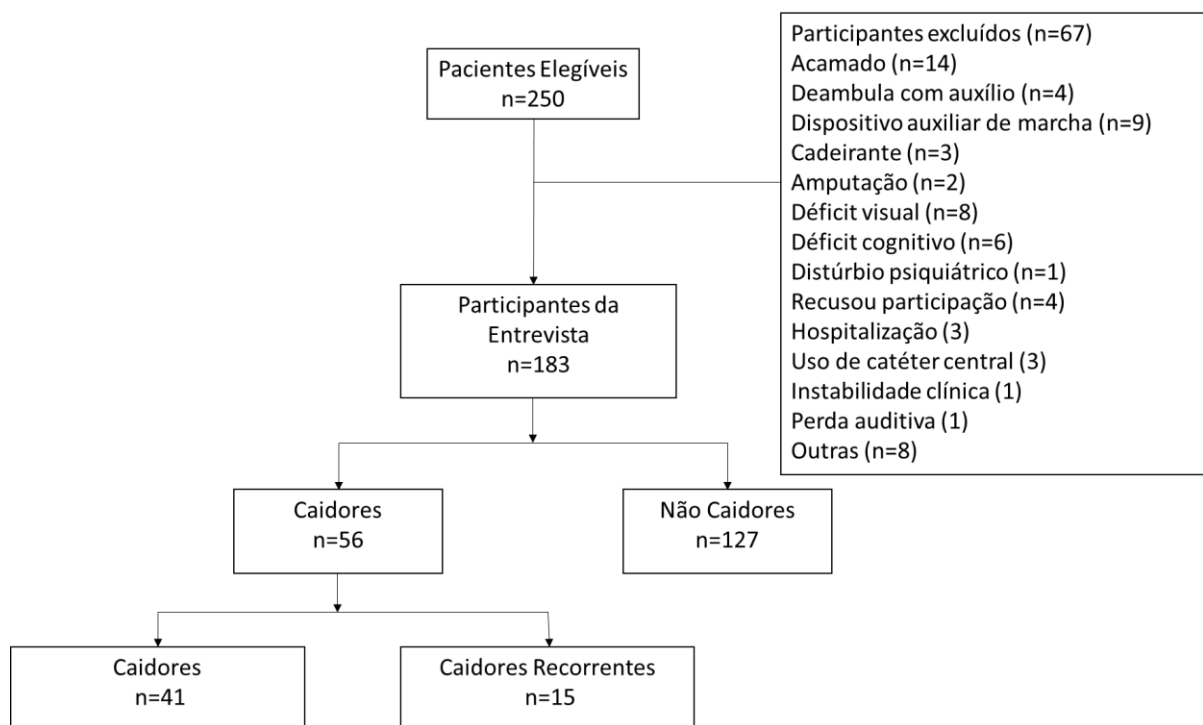 Pacientes Elegíveis
n=250
Participantes excluídos (n=67)
Acamado (n=14)
Deambula com auxílio (n=4)
Dispositivo auxiliar de marcha (n=9)
Cadeirante (n=3)
Amputação (n=2)
Déficit visual (n=8)
Déficit cognitivo (n=6)
Distúrbio psiquiátrico (n=1)
Recusou participação (n=4)
Hospitalização (3)
Uso de catéter central (3)
Instabilidade clínica (1)
Perda auditiva (1)
Outras (n=8)
Participantes da
Entrevista
n=183
Caidores
n=56
Não Caidores
n=127
Caidores
n=41
Caidores Recorrentes
n=15